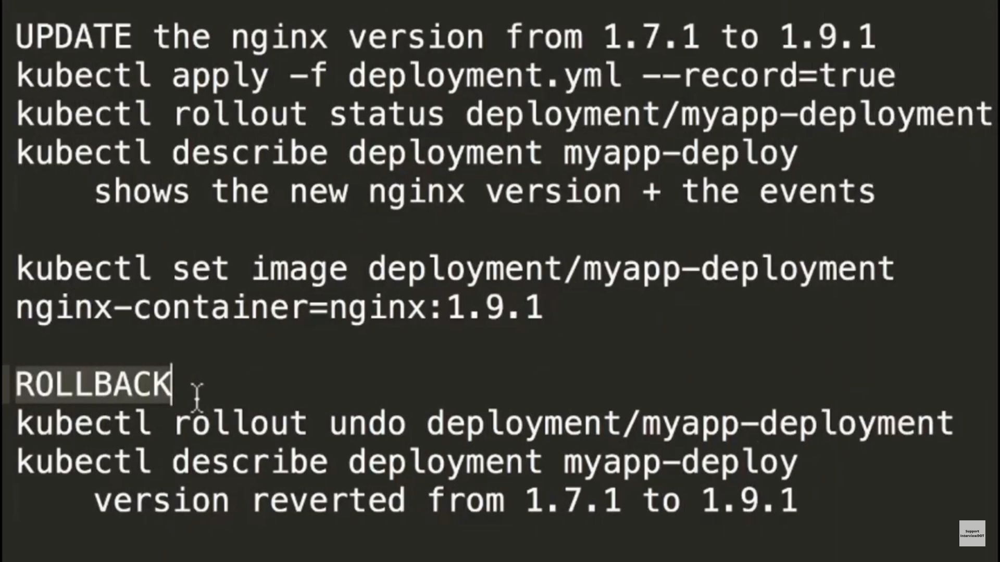 UPDATE the nginx version from 1.7.1 to 1.9.1
kubectl apply -f deployment.yml --record=true
kubectl rollout status deployment/myapp-deployment
kubectl describe deployment myapp-deploy
shows the new nginx version + the events
kubectl set image deployment/myapp-deployment
nginx-container=nginx:1.9.1
ROLLBACK
kubectl rollout undo deployment/myapp-deployment
kubectl describe deployment myapp-deploy
version reverted from 1.7.1 to 1.9.1
Support
InterviewDOT